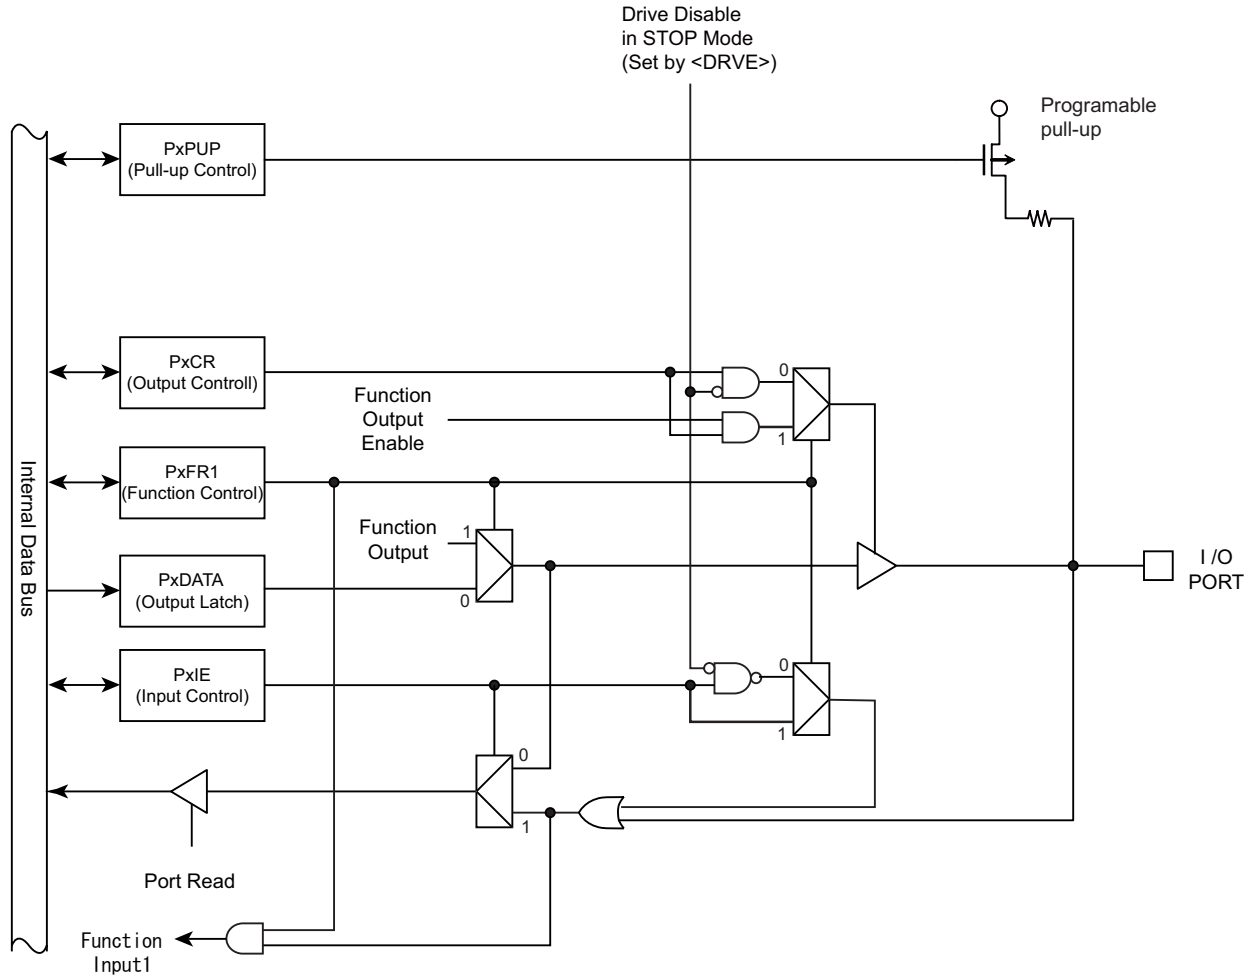 Drive Disable
in STOP Mode
(Set by <DRVE>)
Programable
pull-up
PxPUP
(Pull-up Control)
PxCR
(Output Controll)
0
Function
Output
Enable
1
PxFR1
(Function Control)
Internal Data Bus
Function
Output
1
PxDATA
(Output Latch)
0
I /O
PORT
PxIE
(Input Control)
0
1
0
1
Port Read
Function
Input1